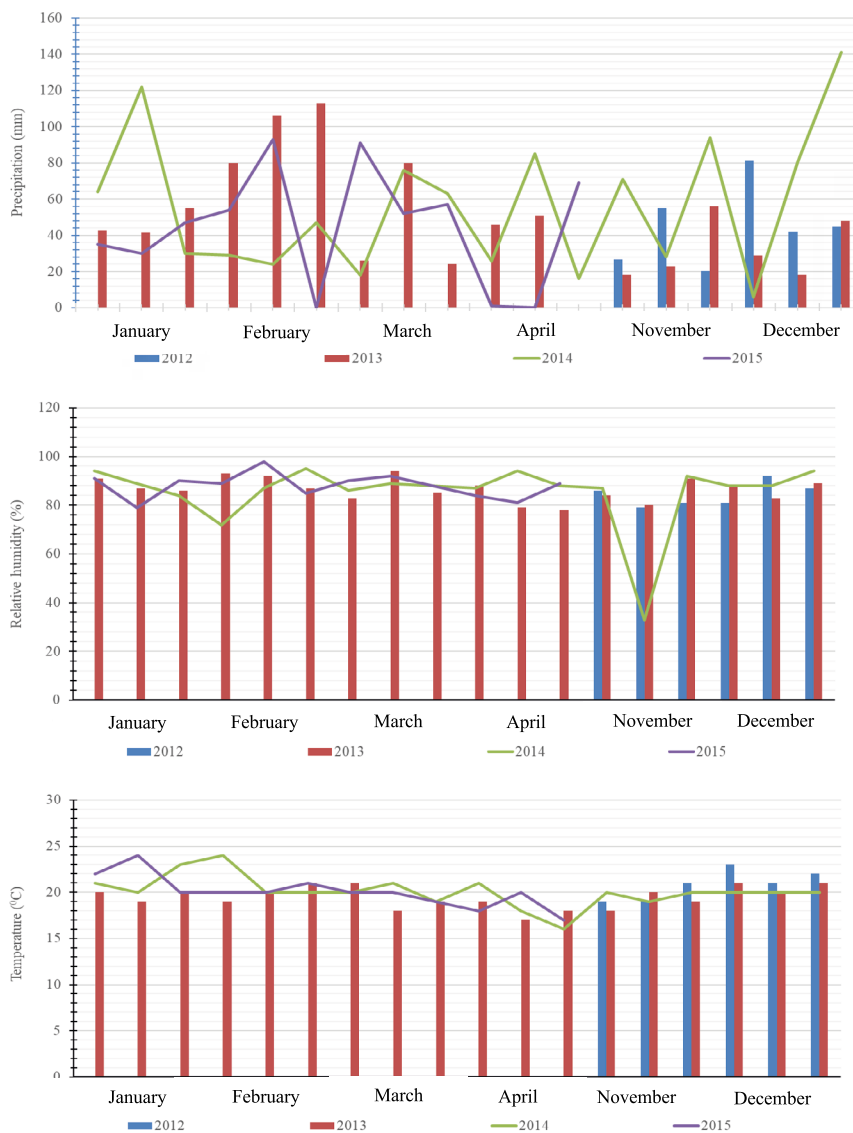 160
140
120
100
80
60
40
20
0
Precipitation (mm)
January February March April November December
2012 2013 2014 2015
120
100
80
60
40
20
0
Relative humidity (%)
January February March April November December
2012 2013 2014 2015
30
25
20
15
10
5
0
Temperature (⁰C)
January February March April November December
2012 2013 2014 2015